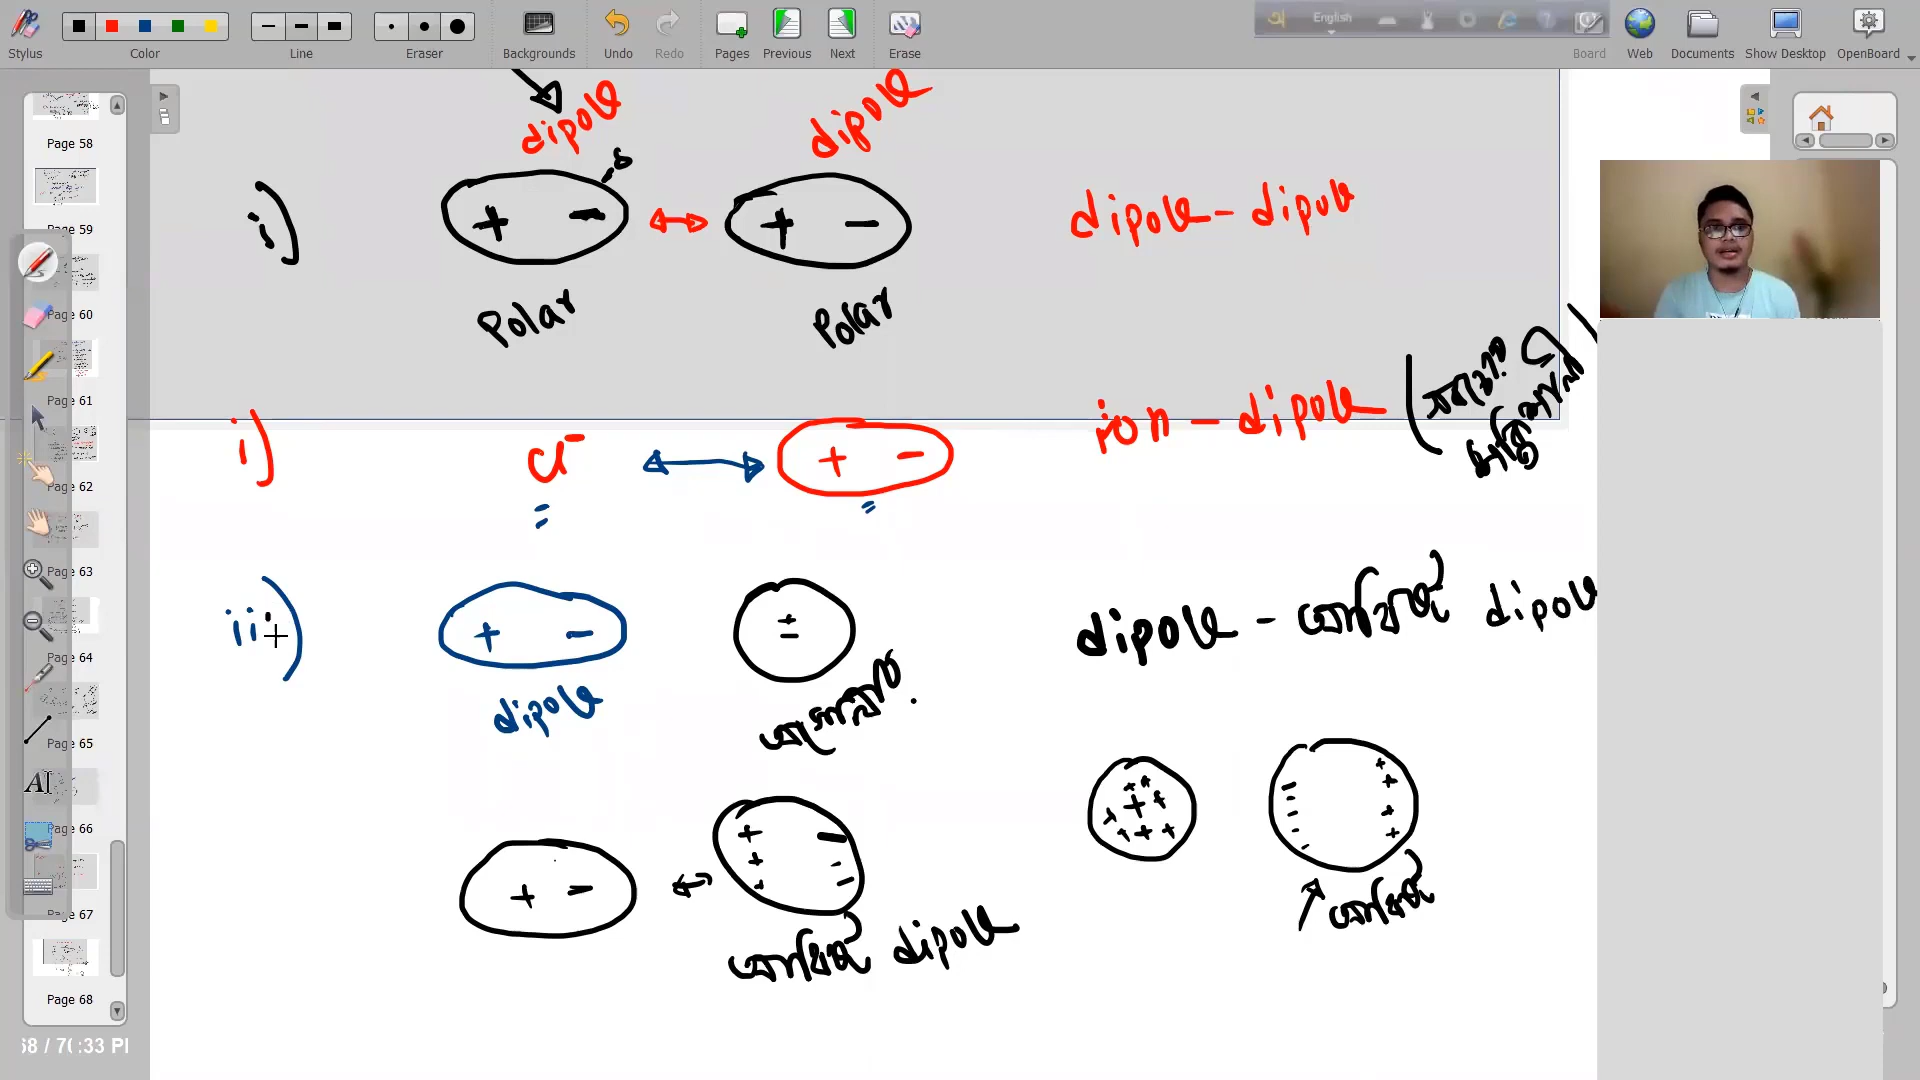 Stylus
Color
Line
Eraser
Backgrounds
Undo
Redo
Pages
Previous
Next
Erase
English
Board
Web
Documents
Show Desktop
OpenBoard
Page 58
Page 59
Page 60
Page 61
Page 62
Page 63
Page 64
Page 65
Page 66
Page 67
Page 68
dipole dipole
i) + - δ + - dipole - dipole
Polar Polar
i) Cl⁻ + - ion - dipole (
ii) + - dipole - আবিষ্ট dipole
dipole
+ - আবিষ্ট dipole
আবিষ্ট